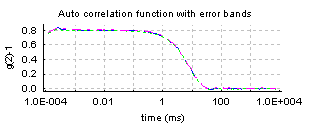 Auto correlation function with error bands
g(2)-1
0.8
0.6
0.4
0.2
0.0
1.0E-004 0.01 1 100 1.0E+004
time (ms)